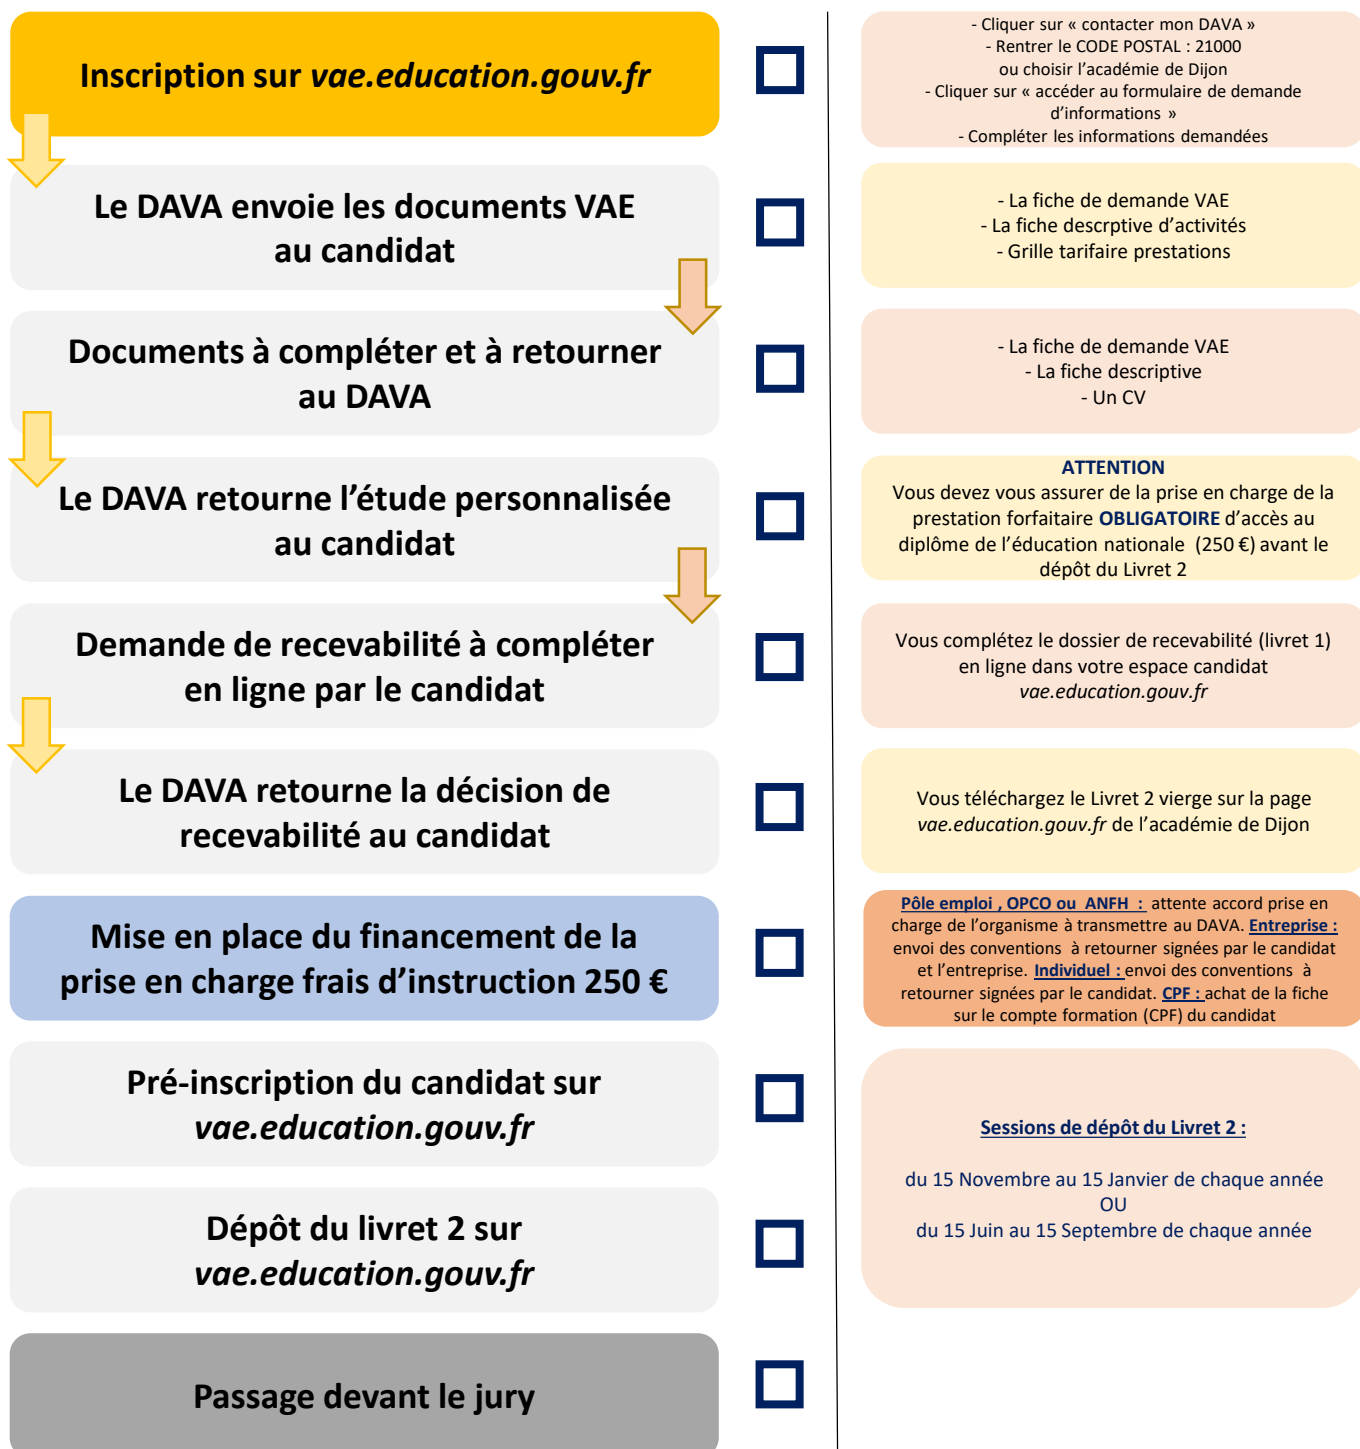 Inscription sur vae.education.gouv.fr
- Cliquer sur « contacter mon DAVA »
- Rentrer le CODE POSTAL : 21000
ou choisir l’académie de Dijon
- Cliquer sur « accéder au formulaire de demande
d’informations »
- Compléter les informations demandées
Le DAVA envoie les documents VAE
au candidat
- La fiche de demande VAE
- La fiche descrptive d’activités
- Grille tarifaire prestations
Documents à compléter et à retourner
au DAVA
- La fiche de demande VAE
- La fiche descriptive
- Un CV
Le DAVA retourne l’étude personnalisée
au candidat
ATTENTION
Vous devez vous assurer de la prise en charge de la
prestation forfaitaire OBLIGATOIRE d’accès au
diplôme de l’éducation nationale (250 €) avant le
dépôt du Livret 2
Demande de recevabilité à compléter
en ligne par le candidat
Vous complétez le dossier de recevabilité (livret 1)
en ligne dans votre espace candidat
vae.education.gouv.fr
Le DAVA retourne la décision de
recevabilité au candidat
Vous téléchargez le Livret 2 vierge sur la page
vae.education.gouv.fr de l’académie de Dijon
Mise en place du financement de la
prise en charge frais d’instruction 250 €
Pôle emploi , OPCO ou ANFH : attente accord prise en
charge de l’organisme à transmettre au DAVA. Entreprise :
envoi des conventions à retourner signées par le candidat
et l’entreprise. Individuel : envoi des conventions à
retourner signées par le candidat. CPF : achat de la fiche
sur le compte formation (CPF) du candidat
Pré-inscription du candidat sur
vae.education.gouv.fr
Sessions de dépôt du Livret 2 :
du 15 Novembre au 15 Janvier de chaque année
OU
du 15 Juin au 15 Septembre de chaque année
Dépôt du livret 2 sur
vae.education.gouv.fr
Passage devant le jury